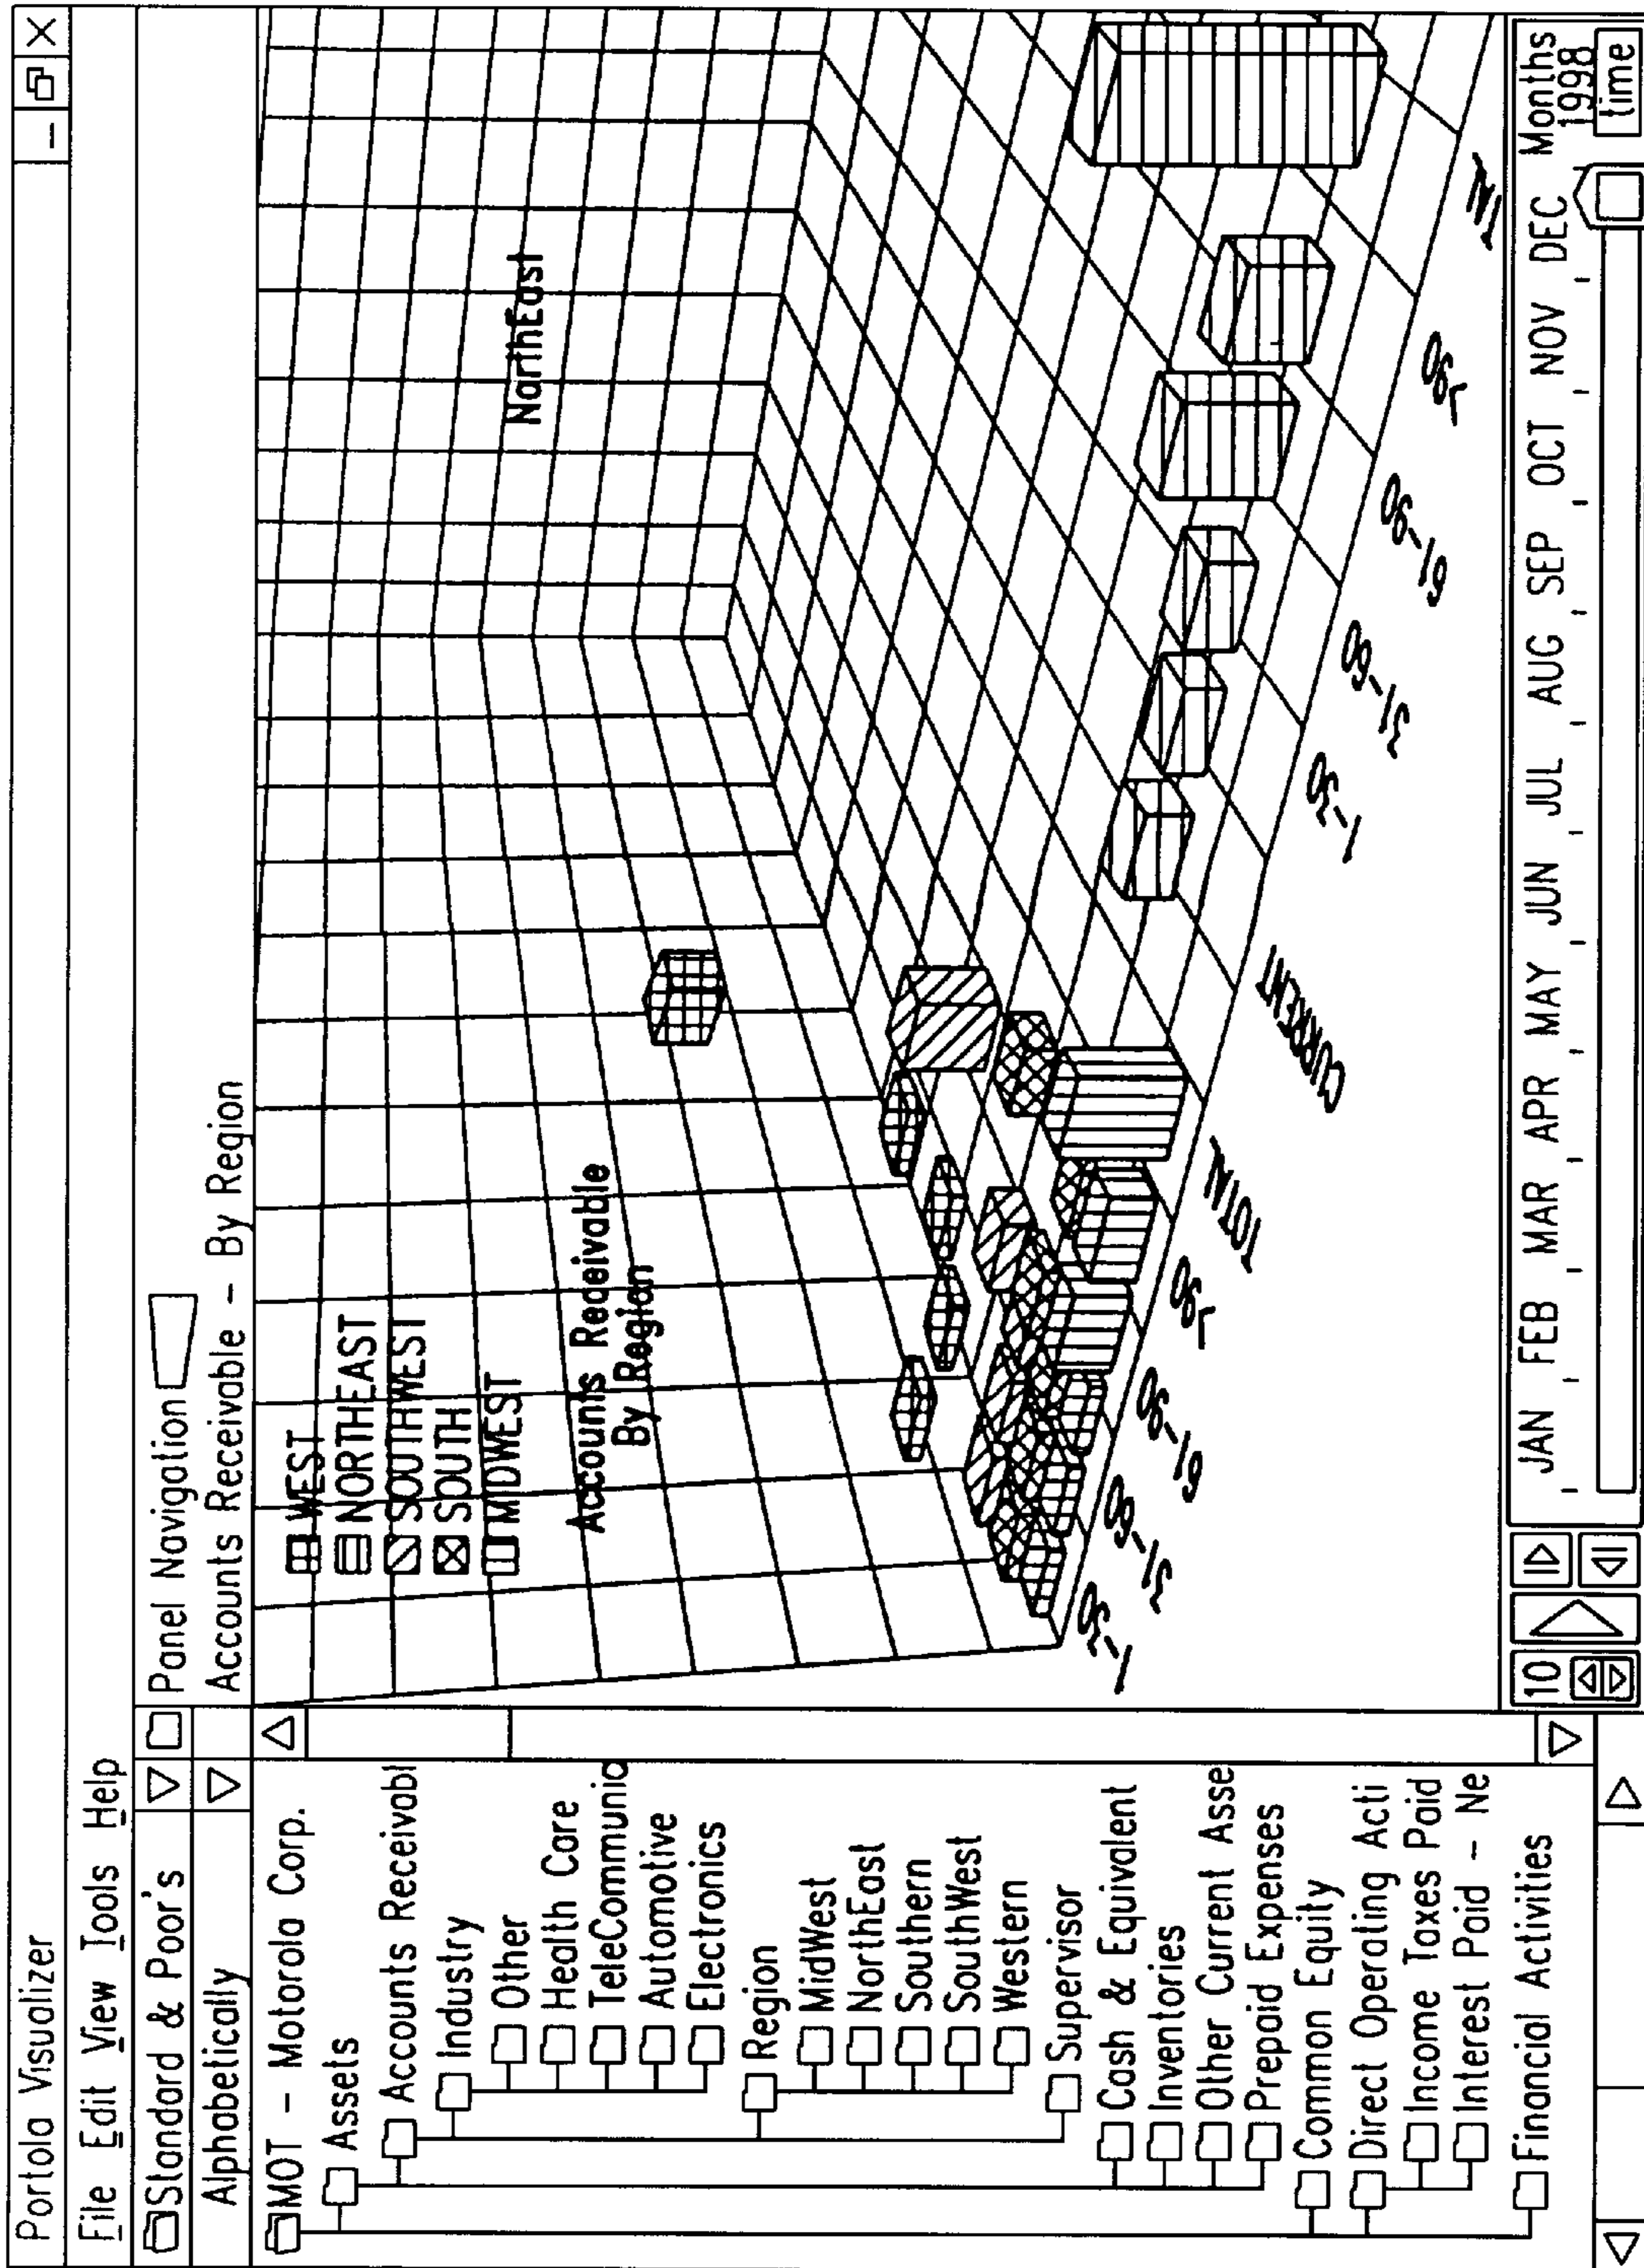 Portola Visualizer
File Edit View Tools Help
Standard & Poor's
Panel Navigation
Alphabetically
Accounts Receivable - By Region
MOT - Motorola Corp.
Assets
Accounts Receivabl
Industry
Other
Health Care
TeleCommunic
Automotive
Electronics
Region
MidWest
NorthEast
Southern
SouthWest
Western
Supervisor
Cash & Equivalent
Inventories
Other Current Asse
Prepaid Expenses
Common Equity
Direct Operating Acti
Income Taxes Paid
Interest Paid - Ne
Financial Activities
WEST
NORTHEAST
SOUTHWEST
SOUTH
MIDWEST
Accounts Receivable
By Region
NorthEast
1-30
31-60
61-90
>90
TOTAL
CURRENT
1-30
31-60
61-90
>90
10
JAN FEB MAR APR MAY JUN JUL AUG SEP OCT NOV DEC
Months
1998
time